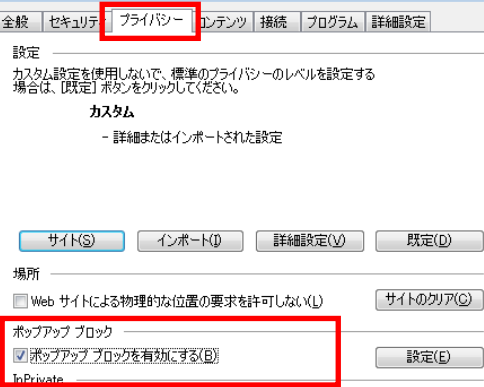 全般 セキュリティ プライバシー コンテンツ 接続 プログラム 詳細設定
設定
カスタム設定を使用しないで、標準のプライバシーのレベルを設定する
場合は、[既定] ボタンをクリックしてください。
カスタム
- 詳細またはインポートされた設定
サイト(S) インポート(I) 詳細設定(V) 既定(D)
場所
Web サイトによる物理的な位置の要求を許可しない(L) サイトのクリア(C)
ポップアップ ブロック
ポップアップ ブロックを有効にする(B) 設定(E)
InPrivate